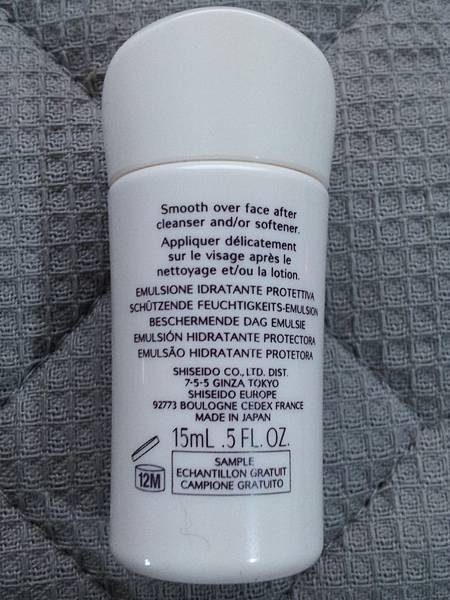 Smooth over face after
cleanser and/or softener.
Appliquer délicatement
sur le visage après le
nettoyage et/ou la lotion.
EMULSIONE IDRATANTE PROTETTIVA
SCHÜTZENDE FEUCHTIGKEITS-EMULSION
BESCHERMENDE DAG EMULSIE
EMULSIÓN HIDRATANTE PROTECTORA
EMULSÃO HIDRATANTE PROTETORA
SHISEIDO CO., LTD. DIST.
7-5-5 GINZA TOKYO
SHISEIDO EUROPE
92773 BOULOGNE CEDEX FRANCE
MADE IN JAPAN
15mL .5 FL. OZ.
12M
SAMPLE
ECHANTILLON GRATUIT
CAMPIONE GRATUITO